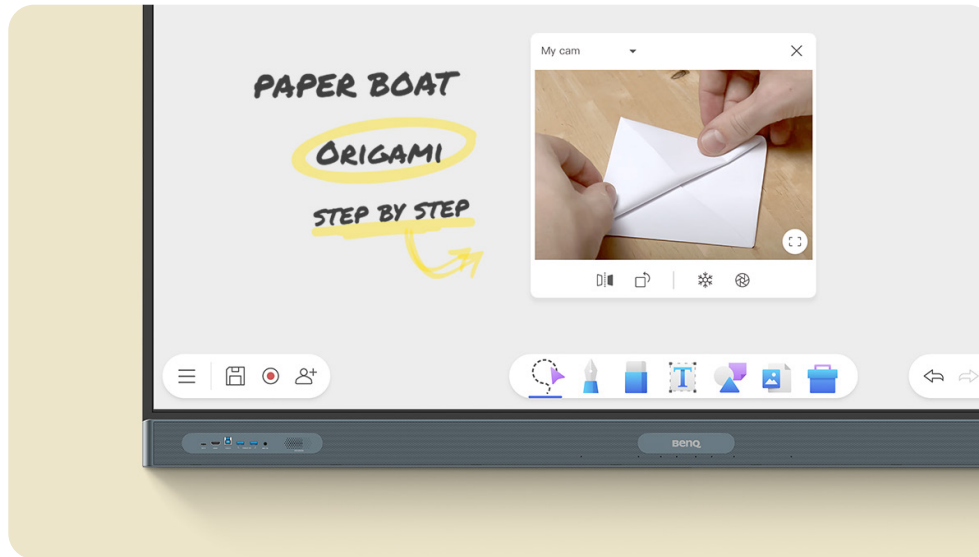 PAPER BOAT
ORIGAMI
STEP BY STEP
My cam
T
BenQ